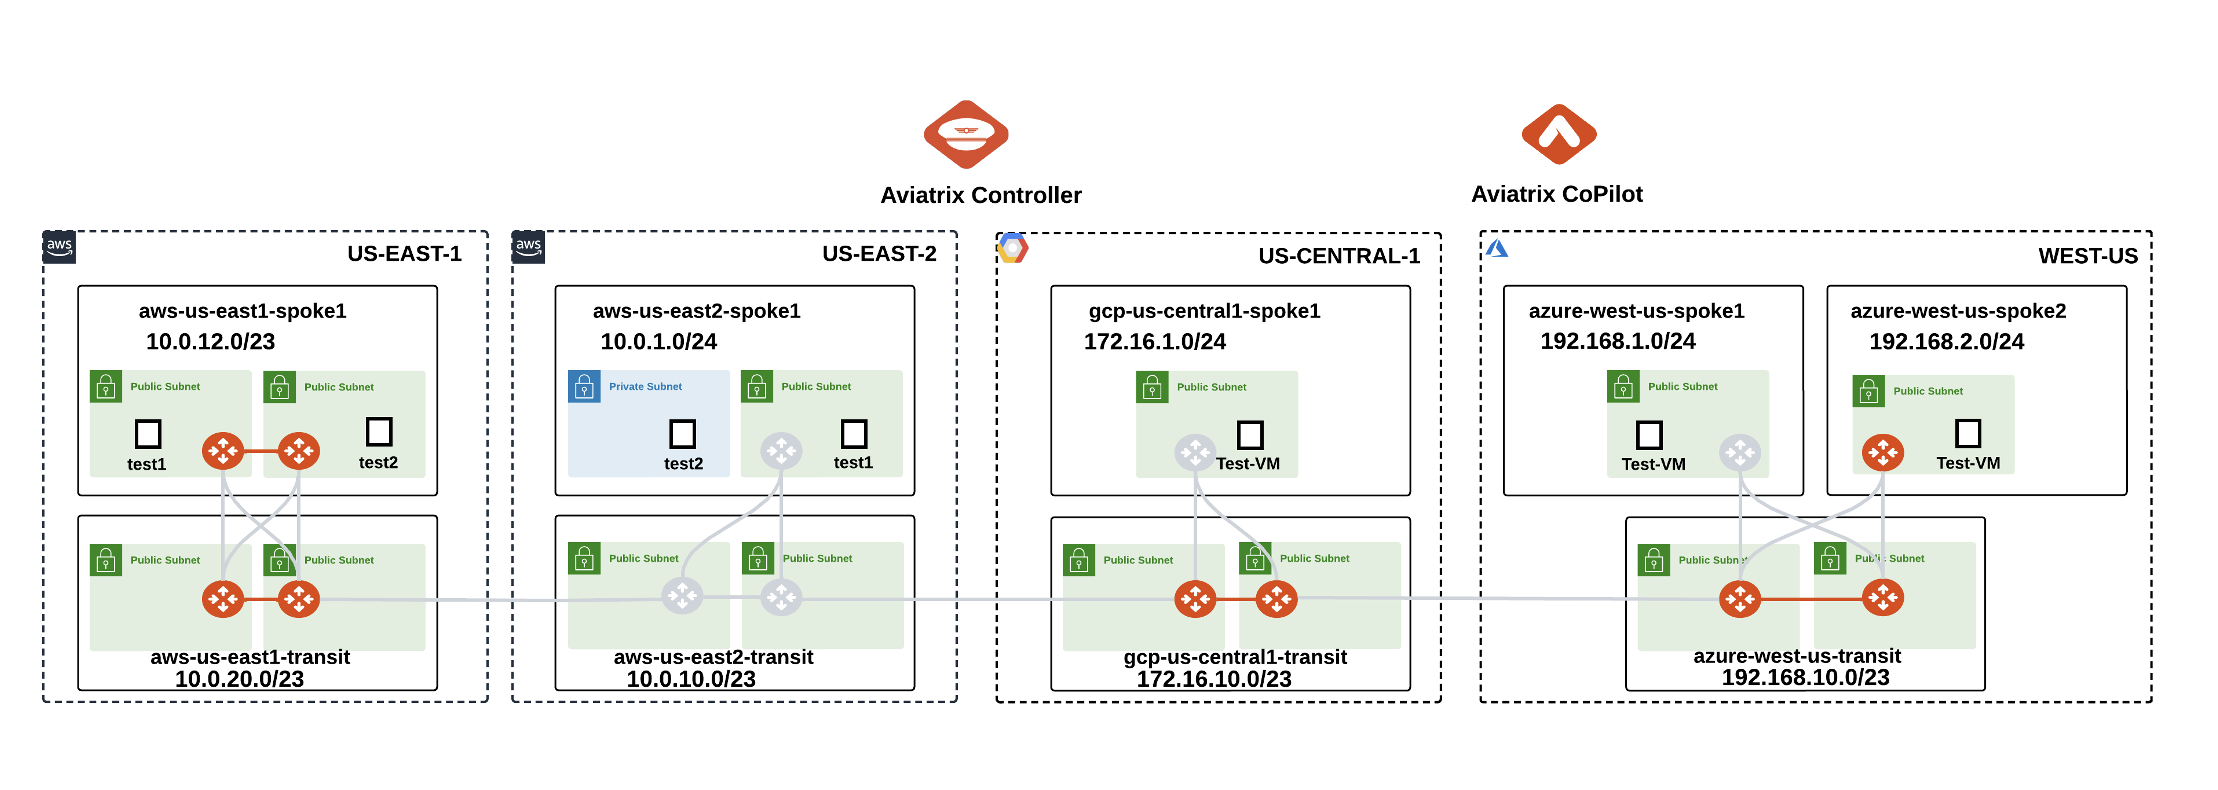 Aviatrix Controller
Aviatrix CoPilot
aws
US-EAST-1
aws-us-east1-spoke1
10.0.12.0/23
Public Subnet
Public Subnet
test1
test2
Public Subnet
Public Subnet
aws-us-east1-transit
10.0.20.0/23
aws
US-EAST-2
aws-us-east2-spoke1
10.0.1.0/24
Private Subnet
Public Subnet
test2
test1
Public Subnet
Public Subnet
aws-us-east2-transit
10.0.10.0/23
US-CENTRAL-1
gcp-us-central1-spoke1
172.16.1.0/24
Public Subnet
Test-VM
Public Subnet
Public Subnet
gcp-us-central1-transit
172.16.10.0/23
WEST-US
azure-west-us-spoke1
192.168.1.0/24
Public Subnet
Test-VM
azure-west-us-spoke2
192.168.2.0/24
Public Subnet
Test-VM
Public Subnet
Public Subnet
azure-west-us-transit
192.168.10.0/23